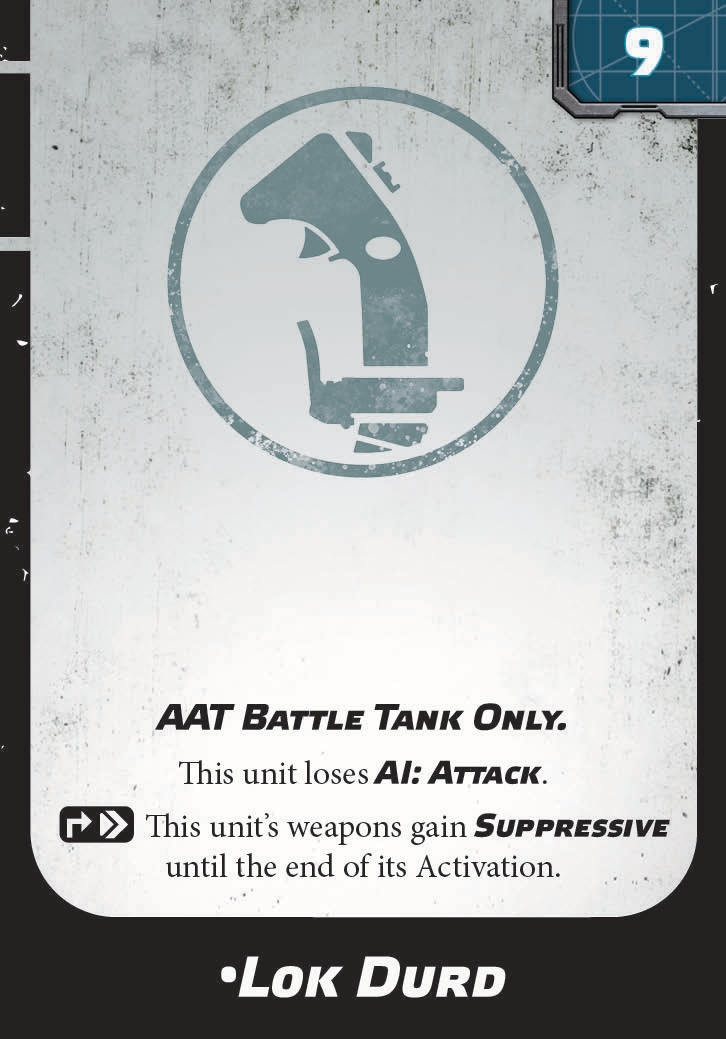 9
AAT Battle Tank Only.
This unit loses AI: Attack.
This unit's weapons gain Suppressive
until the end of its Activation.
•Lok Durd